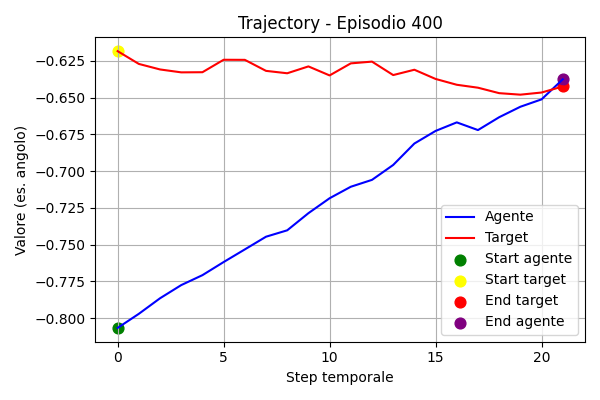 Trajectory - Episodio 400
Valore (es. angolo)
−0.625
−0.650
−0.675
−0.700
−0.725
−0.750
−0.775
−0.800
0
5
10
15
20
Step temporale
Agente
Target
Start agente
Start target
End target
End agente